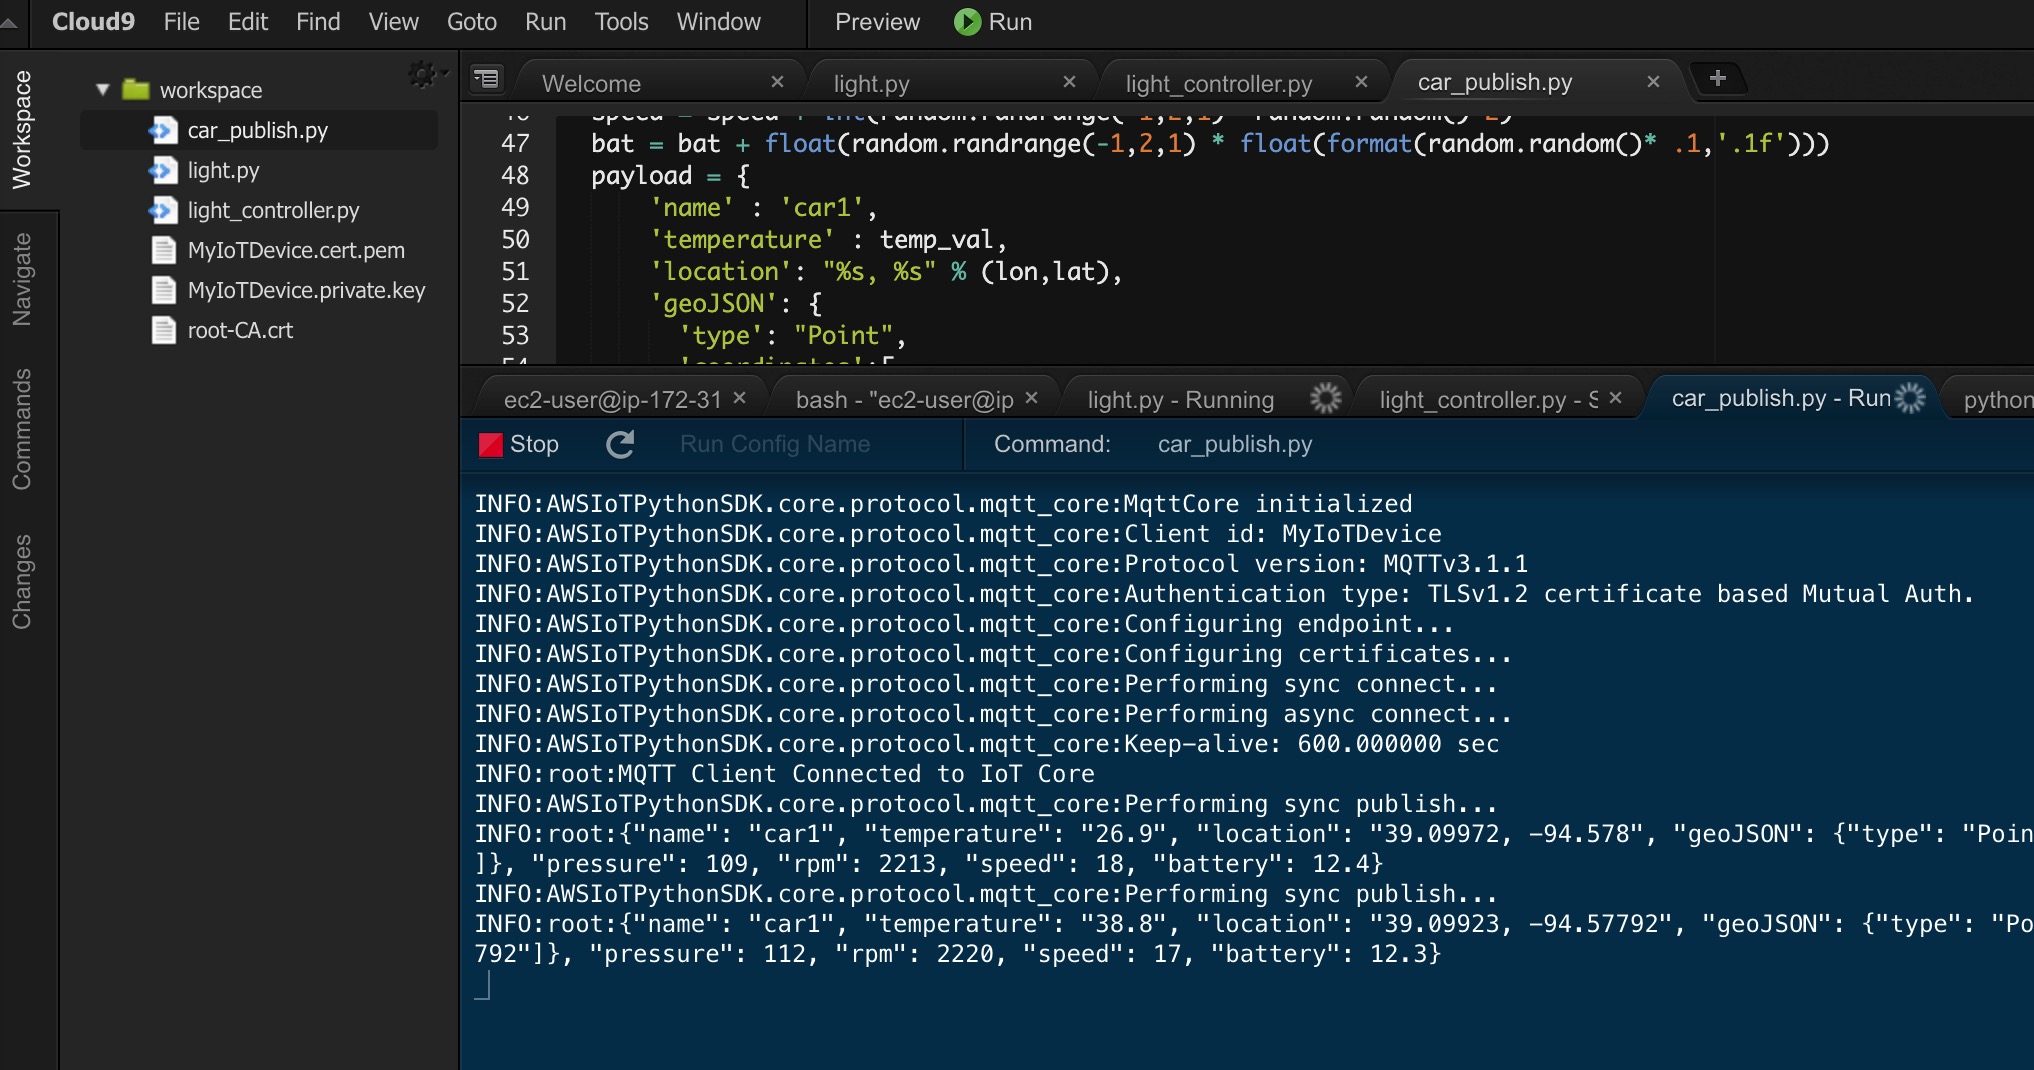 Cloud9 File Edit Find View Goto Run Tools Window Preview Run
Workspace
Navigate
Commands
Changes
workspace
car_publish.py
light.py
light_controller.py
MyIoTDevice.cert.pem
MyIoTDevice.private.key
root-CA.crt
Welcome light.py light_controller.py car_publish.py
47 bat = bat + float(random.randrange(-1,2,1) * float(format(random.random()* .1,'.1f')))
48 payload = {
49 'name' : 'car1',
50 'temperature' : temp_val,
51 'location': "%s, %s" % (lon,lat),
52 'geoJSON': {
53 'type': "Point",
ec2-user@ip-172-31 bash - "ec2-user@ip light.py - Running light_controller.py - S car_publish.py - Run python
Stop Run Config Name Command: car_publish.py
INFO:AWSIoTPythonSDK.core.protocol.mqtt_core:MqttCore initialized
INFO:AWSIoTPythonSDK.core.protocol.mqtt_core:Client id: MyIoTDevice
INFO:AWSIoTPythonSDK.core.protocol.mqtt_core:Protocol version: MQTTv3.1.1
INFO:AWSIoTPythonSDK.core.protocol.mqtt_core:Authentication type: TLSv1.2 certificate based Mutual Auth.
INFO:AWSIoTPythonSDK.core.protocol.mqtt_core:Configuring endpoint...
INFO:AWSIoTPythonSDK.core.protocol.mqtt_core:Configuring certificates...
INFO:AWSIoTPythonSDK.core.protocol.mqtt_core:Performing sync connect...
INFO:AWSIoTPythonSDK.core.protocol.mqtt_core:Performing async connect...
INFO:AWSIoTPythonSDK.core.protocol.mqtt_core:Keep-alive: 600.000000 sec
INFO:root:MQTT Client Connected to IoT Core
INFO:AWSIoTPythonSDK.core.protocol.mqtt_core:Performing sync publish...
INFO:root:{"name": "car1", "temperature": "26.9", "location": "39.09972, -94.578", "geoJSON": {"type": "Poin
]}, "pressure": 109, "rpm": 2213, "speed": 18, "battery": 12.4}
INFO:AWSIoTPythonSDK.core.protocol.mqtt_core:Performing sync publish...
INFO:root:{"name": "car1", "temperature": "38.8", "location": "39.09923, -94.57792", "geoJSON": {"type": "Po
792"]}, "pressure": 112, "rpm": 2220, "speed": 17, "battery": 12.3}